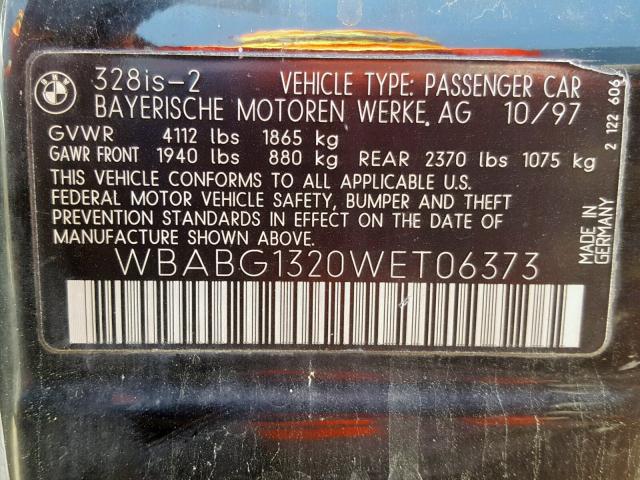 BMW
328is-2 VEHICLE TYPE: PASSENGER CAR
BAYERISCHE MOTOREN WERKE AG 10/97
GVWR 4112 lbs 1865 kg
GAWR FRONT 1940 lbs 880 kg REAR 2370 lbs 1075 kg
THIS VEHICLE CONFORMS TO ALL APPLICABLE U.S.
FEDERAL MOTOR VEHICLE SAFETY, BUMPER AND THEFT
PREVENTION STANDARDS IN EFFECT ON THE DATE OF
MANUFACTURE SHOWN ABOVE.
WBABG1320WET06373
2 122 606
MADE IN
GERMANY